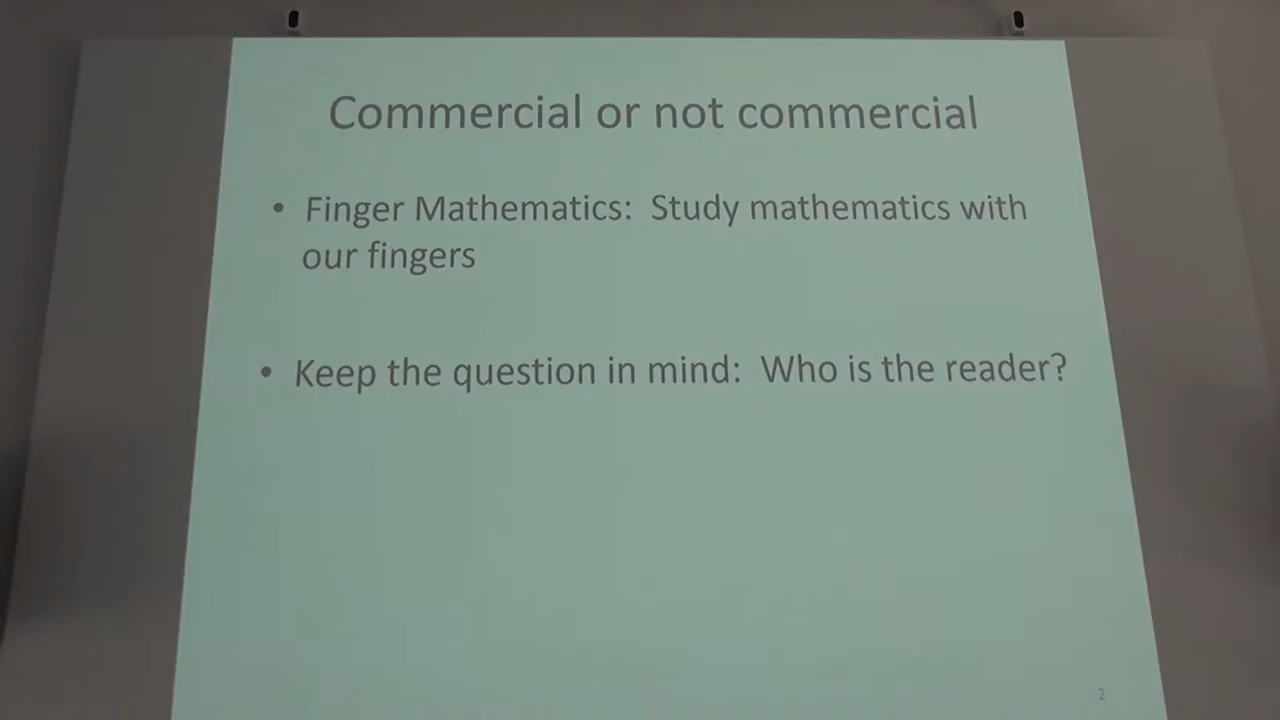 Commercial or not commercial
• Finger Mathematics: Study mathematics with
our fingers
• Keep the question in mind: Who is the reader?
2